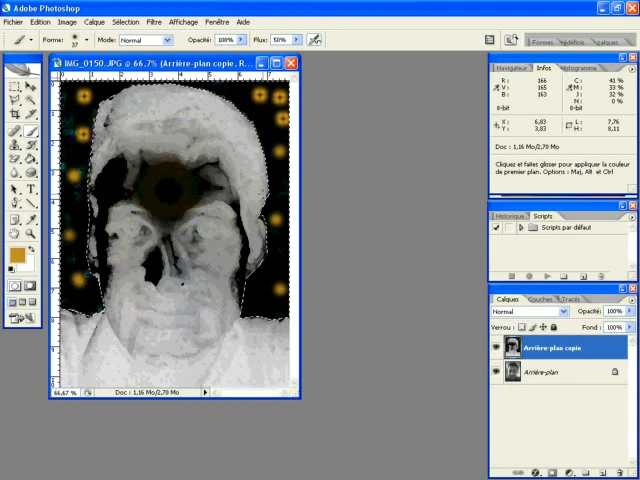 Adobe Photoshop
Fichier Edition Image Calque Sélection Filtre Affichage Fenêtre Aide
Forme: 37 Mode: Normal Opacité: 100% Flux: 50%
Formes calques
IMG_0150.JPG @ 66,7% (Arrière-plan copie, R...
Navigateur Infos Histogramme
R: 166 C: 41 %
V: 165 M: 33 %
B: 163 J: 32 %
N: 0 %
8-bit 8-bit
X: 6,83 L: 7,76
Y: 3,83 H: 8,11
Doc : 1,16 Mo/2,70 Mo
Cliquez et faites glisser pour appliquer la couleur
de premier plan. Options : Maj, Alt et Ctrl
Historique Scripts
Scripts par défaut
Calques Couches Tracés
Normal Opacité: 100%
Verrou : Fond : 100%
Arrière-plan copie
Arrière-plan
66,67 % Doc : 1,16 Mo/2,70 Mo